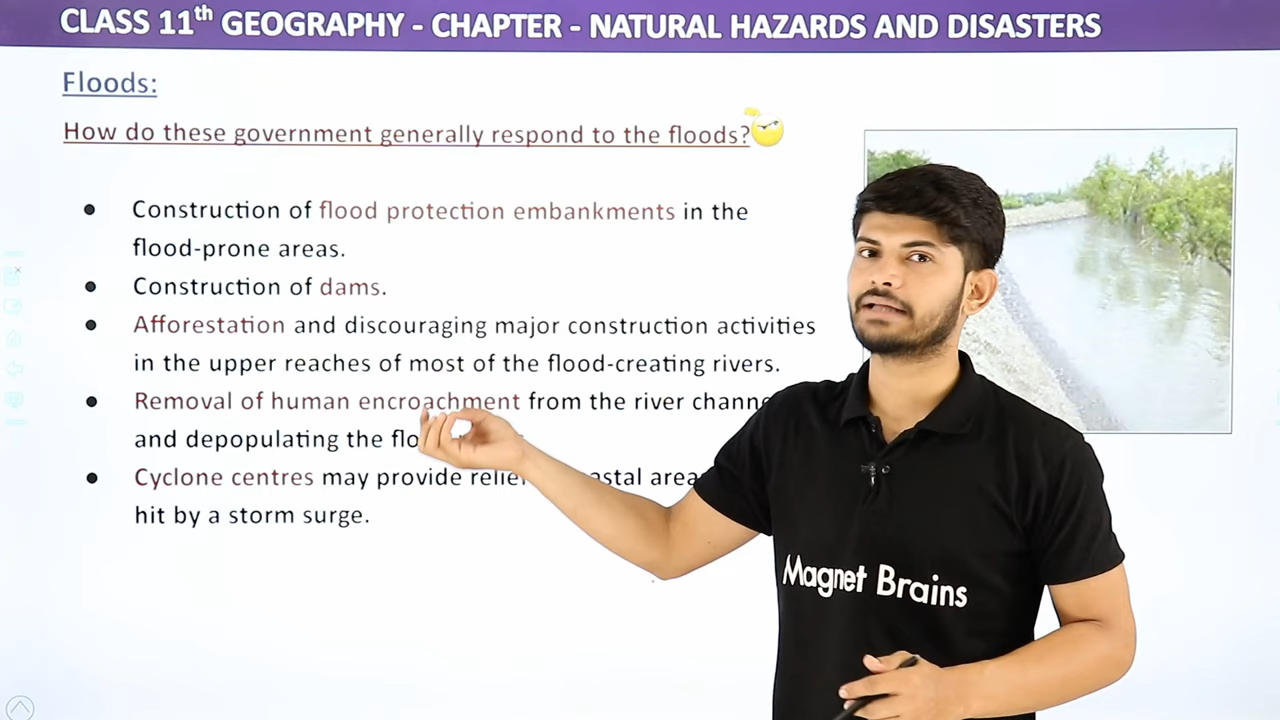 CLASS 11th GEOGRAPHY - CHAPTER - NATURAL HAZARDS AND DISASTERS
Floods:
How do these government generally respond to the floods?
● Construction of flood protection embankments in the
flood-prone areas.
● Construction of dams.
● Afforestation and discouraging major construction activities
in the upper reaches of most of the flood-creating rivers.
● Removal of human encroachment from the river
and depopulating the
● Cyclone centres may provide
hit by a storm surge.
Magnet Brains